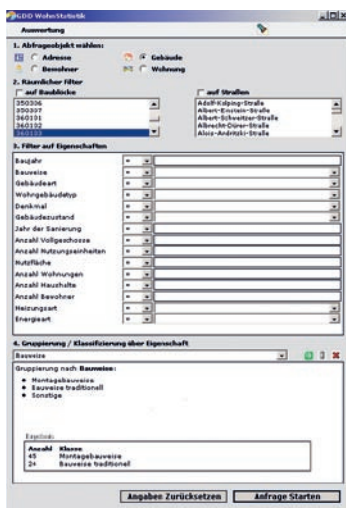 GDD WohnStatistik
Auswertung
1. Abfrageobjekt wählen:
Adresse
Gebäude
Bewohner
Wohnung
2. Räumlicher Filter
auf Baublöcke
auf Straßen
350306
350307
360101
360102
360103
Adolf-Kolping-Straße
Albert-Einstein-Straße
Albert-Schweitzer-Straße
Albrecht-Dürer-Straße
Alois-Andritzki-Straße
3. Filter auf Eigenschaften
Baujahr =
Bauweise =
Gebäudeart =
Wohngebäudetyp =
Denkmal =
Gebäudezustand =
Jahr der Sanierung =
Anzahl Vollgeschosse =
Anzahl Nutzungseinheiten =
Nutzfläche =
Anzahl Wohnungen =
Anzahl Haushalte =
Anzahl Bewohner =
Heizungsart =
Energieart =
4. Gruppierung / Klassifizierung über Eigenschaft
Bauweise
Gruppierung nach Bauweise:
Montagebauweise
Bauweise traditionell
Sonstige
Ergebnis
Anzahl Klasse
45 Montagebauweise
24 Bauweise traditionell
Angaben Zurücksetzen
Anfrage Starten